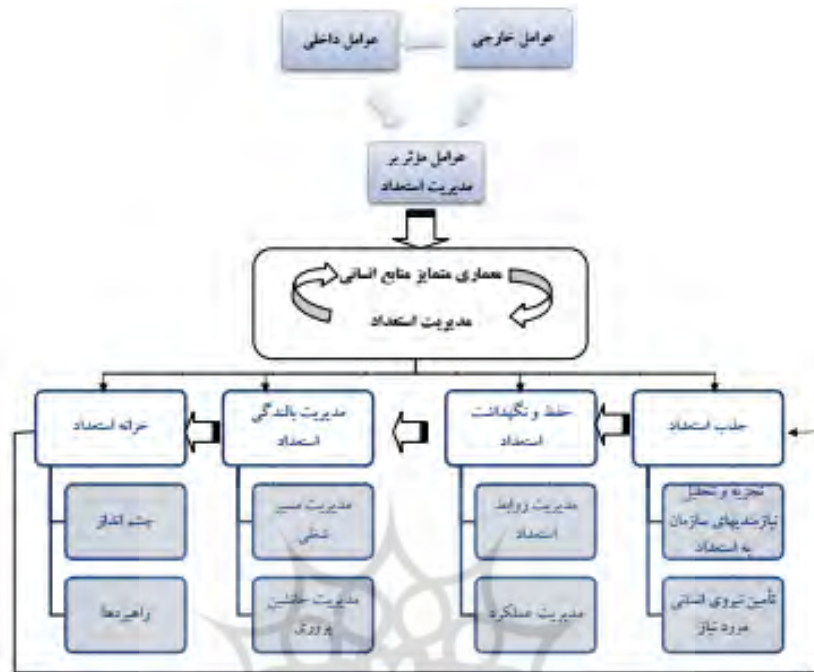 عوامل خارجی
عوامل داخلی
عوامل مؤثر بر
مدیریت استعداد
معماری متمایز منابع انسانی
مدیریت استعداد
جذب استعداد
حفظ و نگهداشت
استعداد
مدیریت بالندگی
استعداد
خزانه استعداد
تجزیه و تحلیل
نیازمندیهای سازمان
به استعداد
تأمین نیروی انسانی
مورد نیاز
مدیریت روابط
استعداد
مدیریت عملکرد
مدیریت مسیر
شغلی
مدیریت جانشین
پروری
چشم انداز
راهبردها